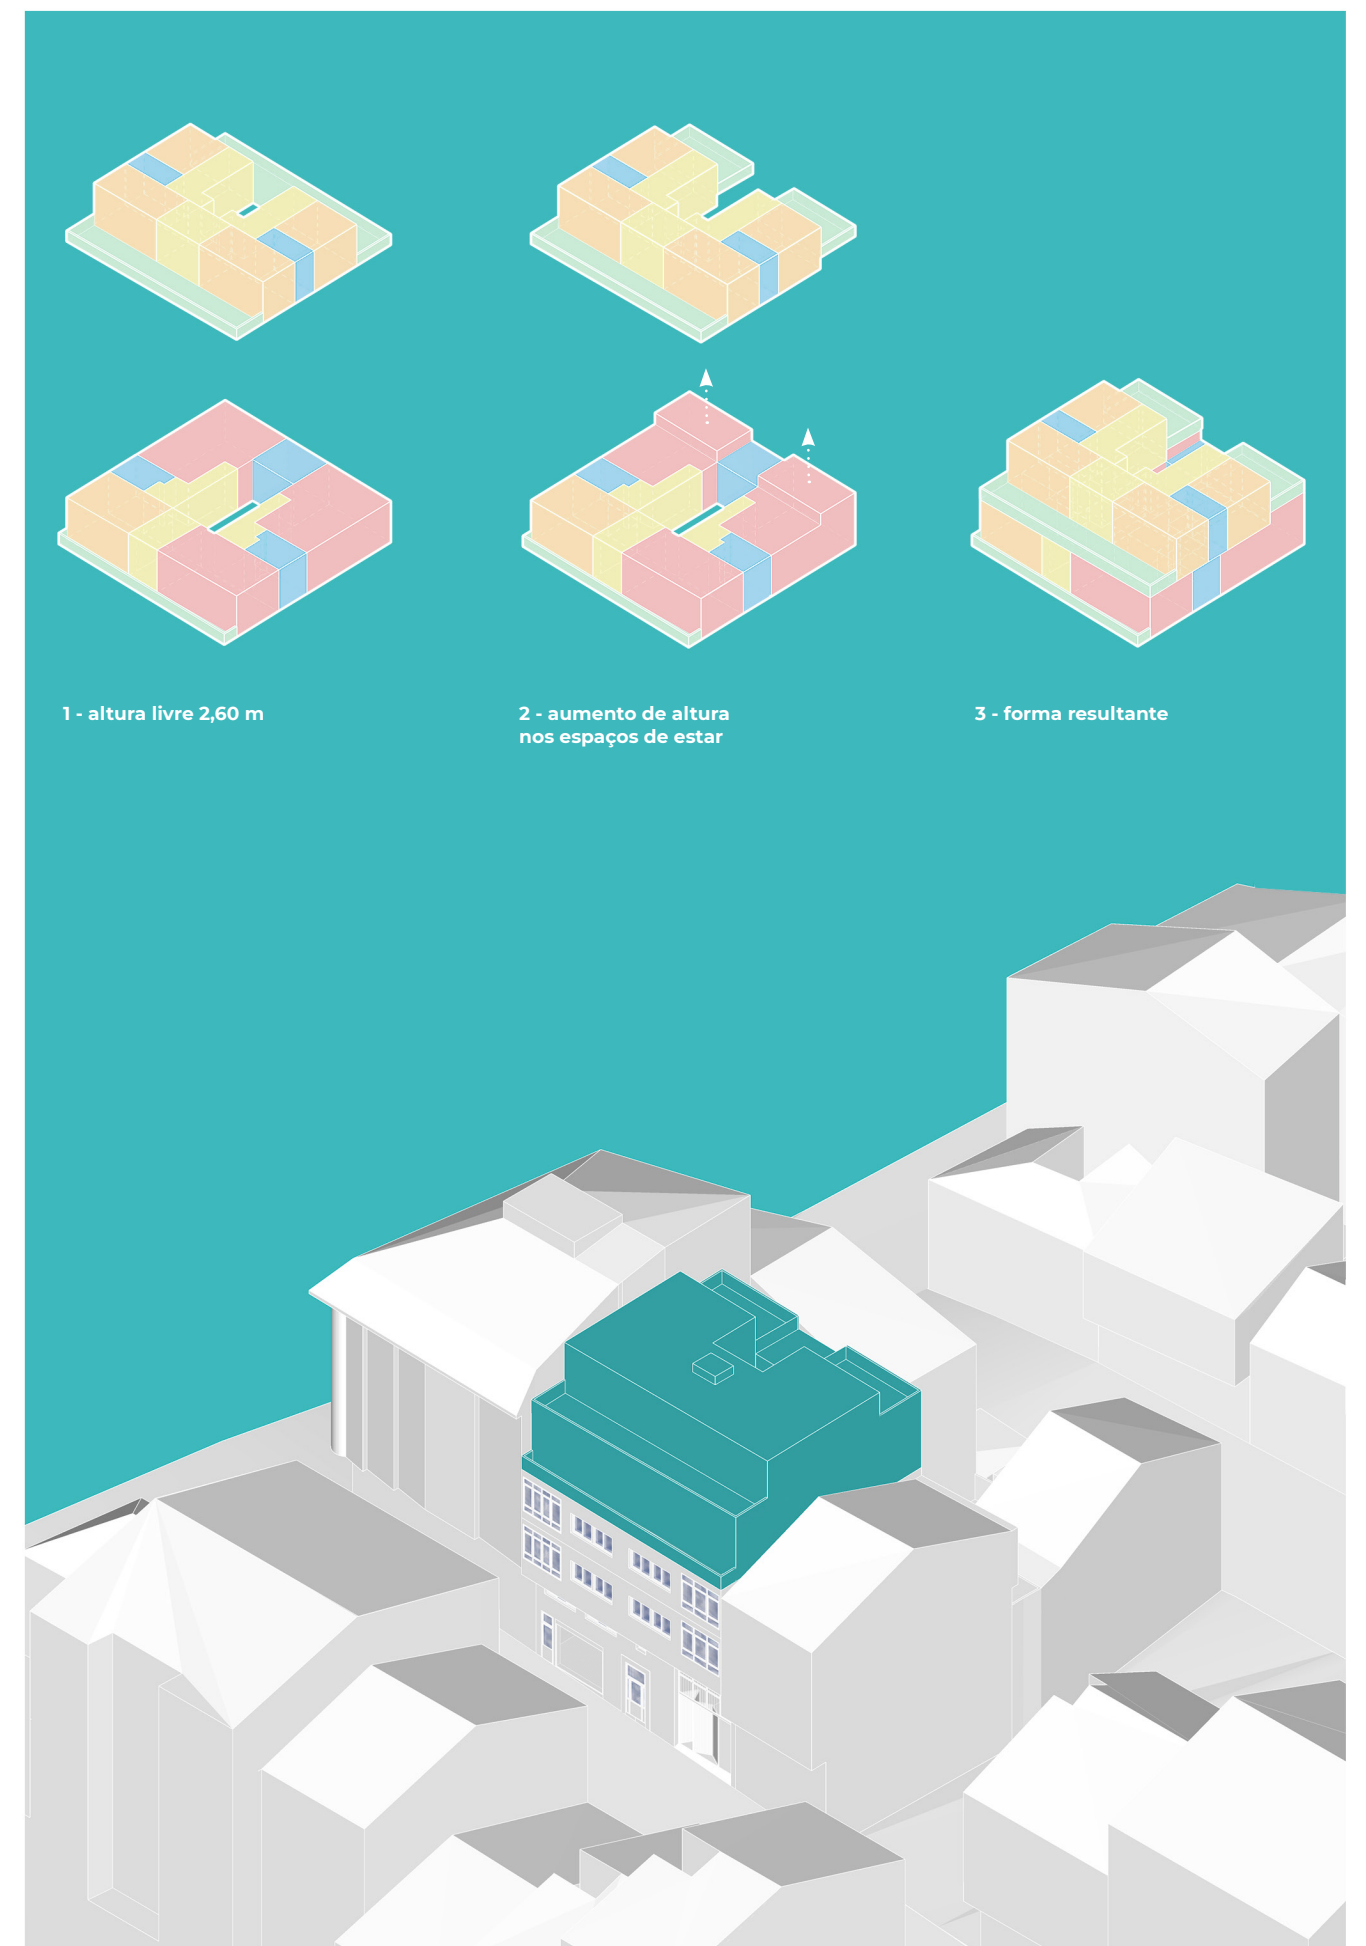 1 - altura livre 2,60 m
2 - aumento de altura
nos espaços de estar
3 - forma resultante